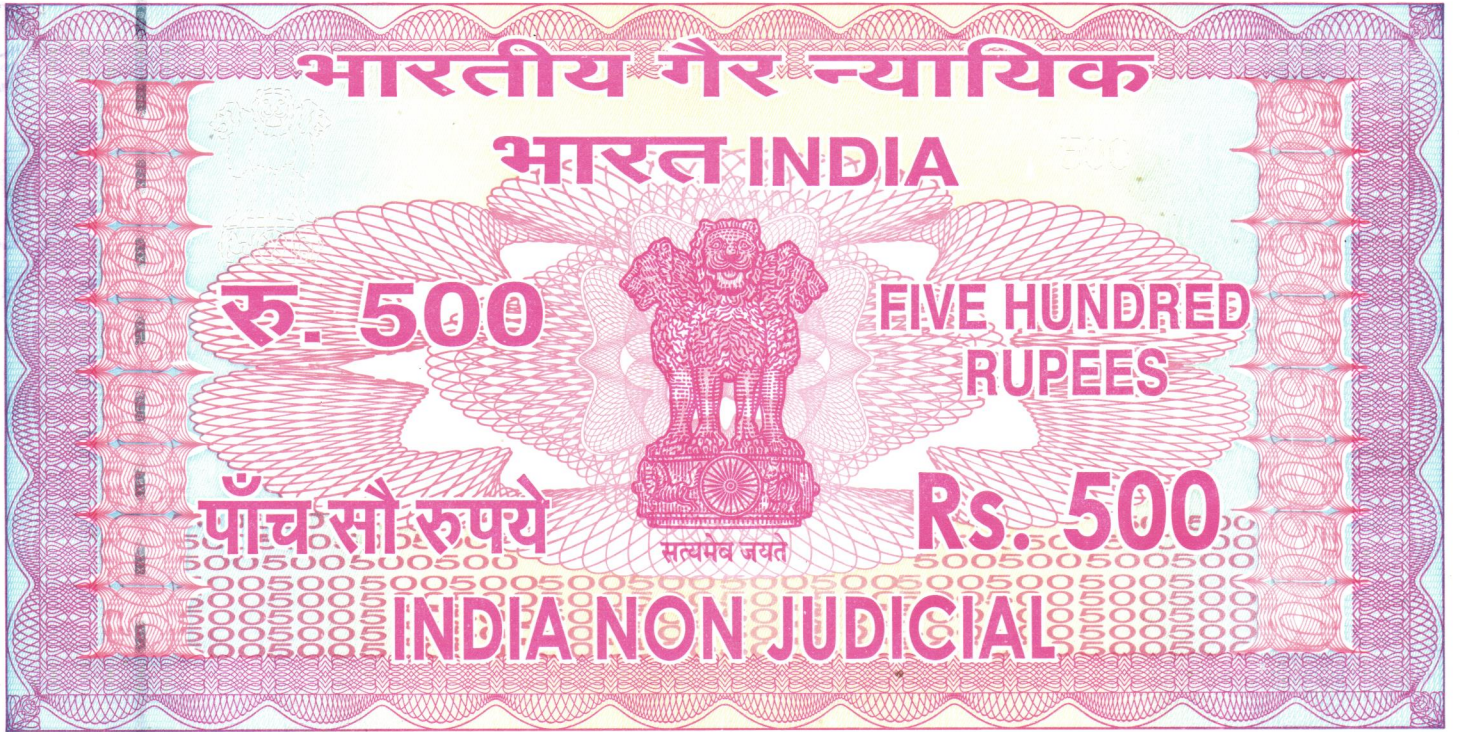 भारतीय गैर न्यायिक
भारत INDIA
रु. 500
FIVE HUNDRED
RUPEES
पाँच सौ रुपये
Rs. 500
सत्यमेव जयते
INDIA NON JUDICIAL